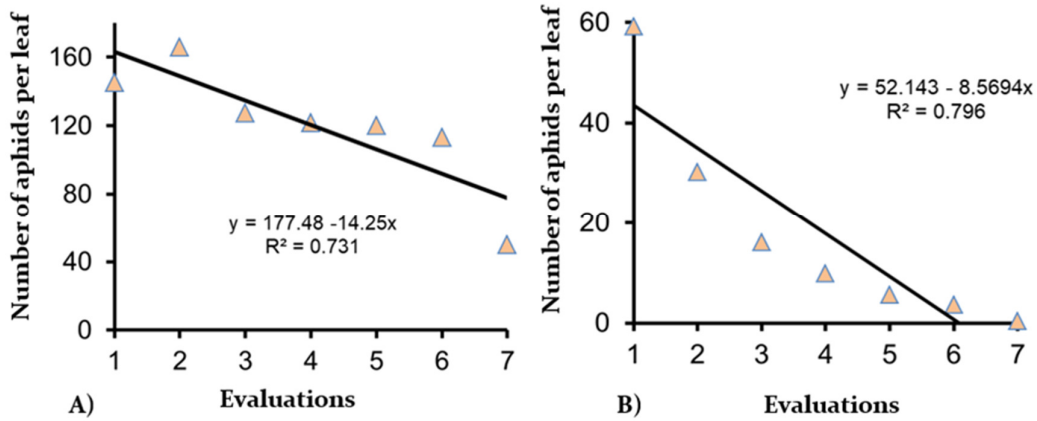 Number of aphids per leaf
160
120
80
40
0
1 2 3 4 5 6 7
y = 177.48 -14.25x
R² = 0.731
A)
Evaluations
Number of aphids per leaf
60
40
20
0
1 2 3 4 5 6 7
y = 52.143 - 8.5694x
R² = 0.796
B)
Evaluations